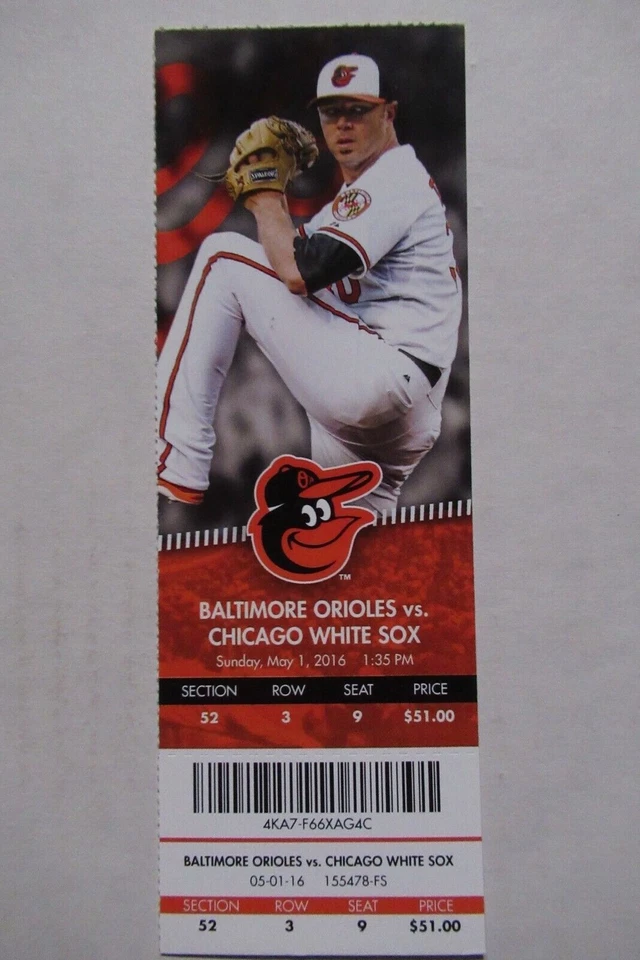 SPALDING
TM
BALTIMORE ORIOLES vs.
CHICAGO WHITE SOX
Sunday, May 1, 2016 1:35 PM
SECTION ROW SEAT PRICE
52 3 9 $51.00
4KA7-F66XAG4C
BALTIMORE ORIOLES vs. CHICAGO WHITE SOX
05-01-16 155478-FS
SECTION ROW SEAT PRICE
52 3 9 $51.00